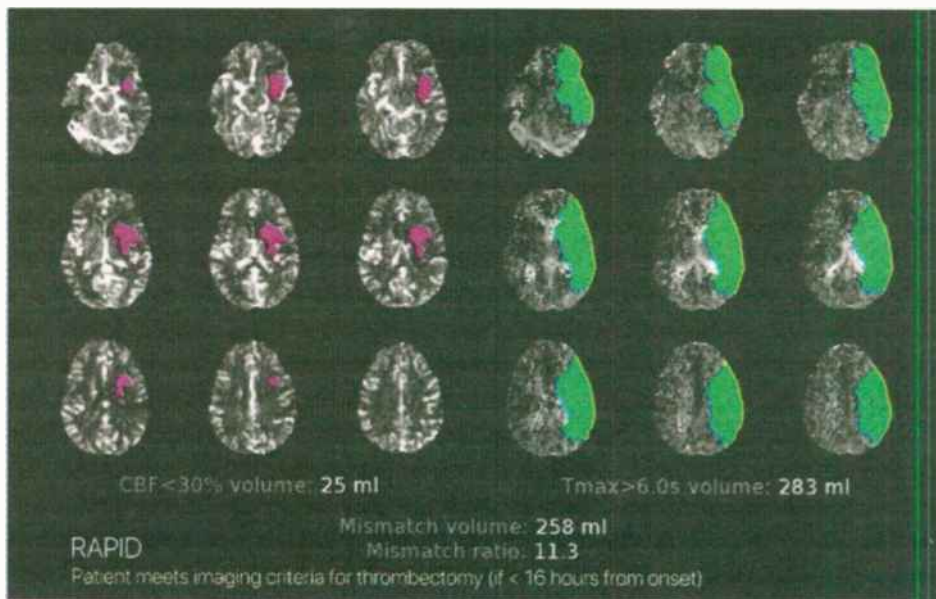 CBF<30% volume: 25 ml
Tmax>6.0s volume: 283 ml
Mismatch volume: 258 ml
Mismatch ratio: 11.3
RAPID
Patient meets imaging criteria for thrombectomy (if < 16 hours from onset)